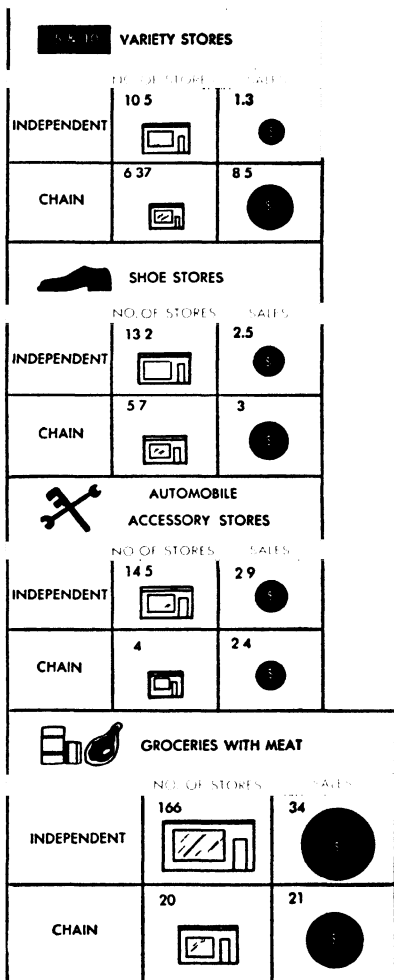 5 & 10 VARIETY STORES
NO. OF STORES SALES
10 5 1.3
INDEPENDENT
6 37 8 5
CHAIN
SHOE STORES
NO. OF STORES SALES
13 2 2.5
INDEPENDENT
5 7 3
CHAIN
AUTOMOBILE
ACCESSORY STORES
NO OF STORES SALES
14 5 2 9
INDEPENDENT
4 2 4
CHAIN
GROCERIES WITH MEAT
NO. OF STORES SALES
166 34
INDEPENDENT
20 21
CHAIN